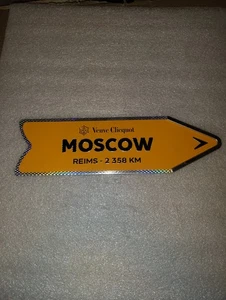 Veuve Clicquot
MOSCOW
REIMS - 2 358 KM